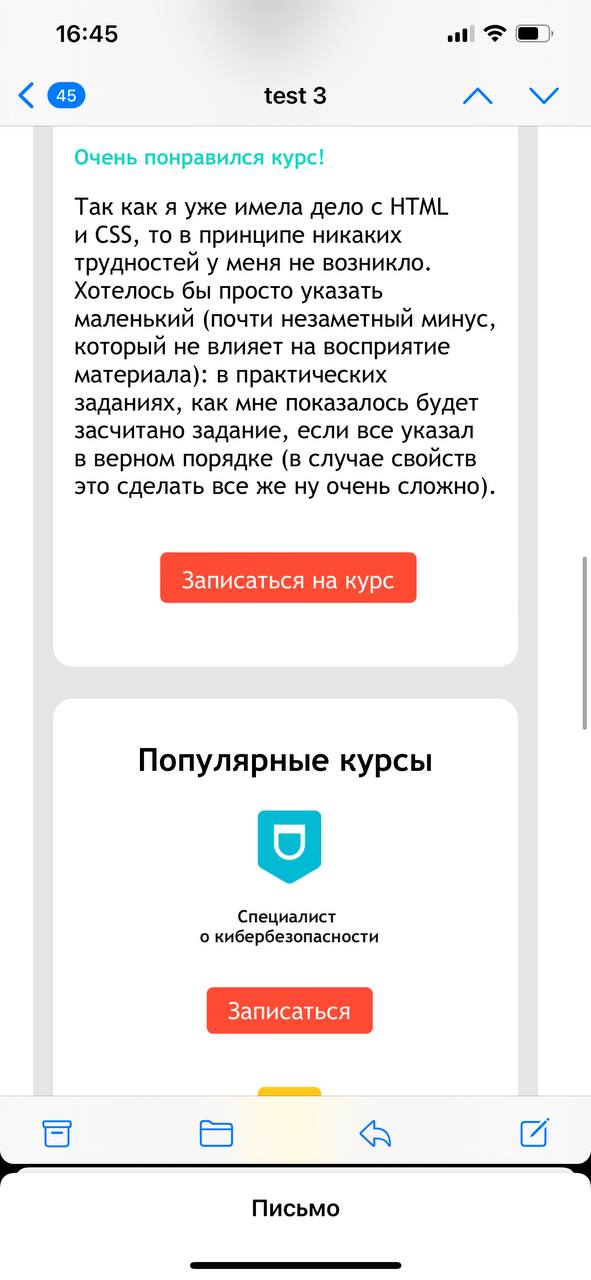 16:45
45
test 3
Очень понравился курс!
Так как я уже имела дело с HTML
и CSS, то в принципе никаких
трудностей у меня не возникло.
Хотелось бы просто указать
маленький (почти незаметный минус,
который не влияет на восприятие
материала): в практических
заданиях, как мне показалось будет
засчитано задание, если все указал
в верном порядке (в случае свойств
это сделать все же ну очень сложно).
Записаться на курс
Популярные курсы
Специалист
о кибербезопасности
Записаться
Письмо